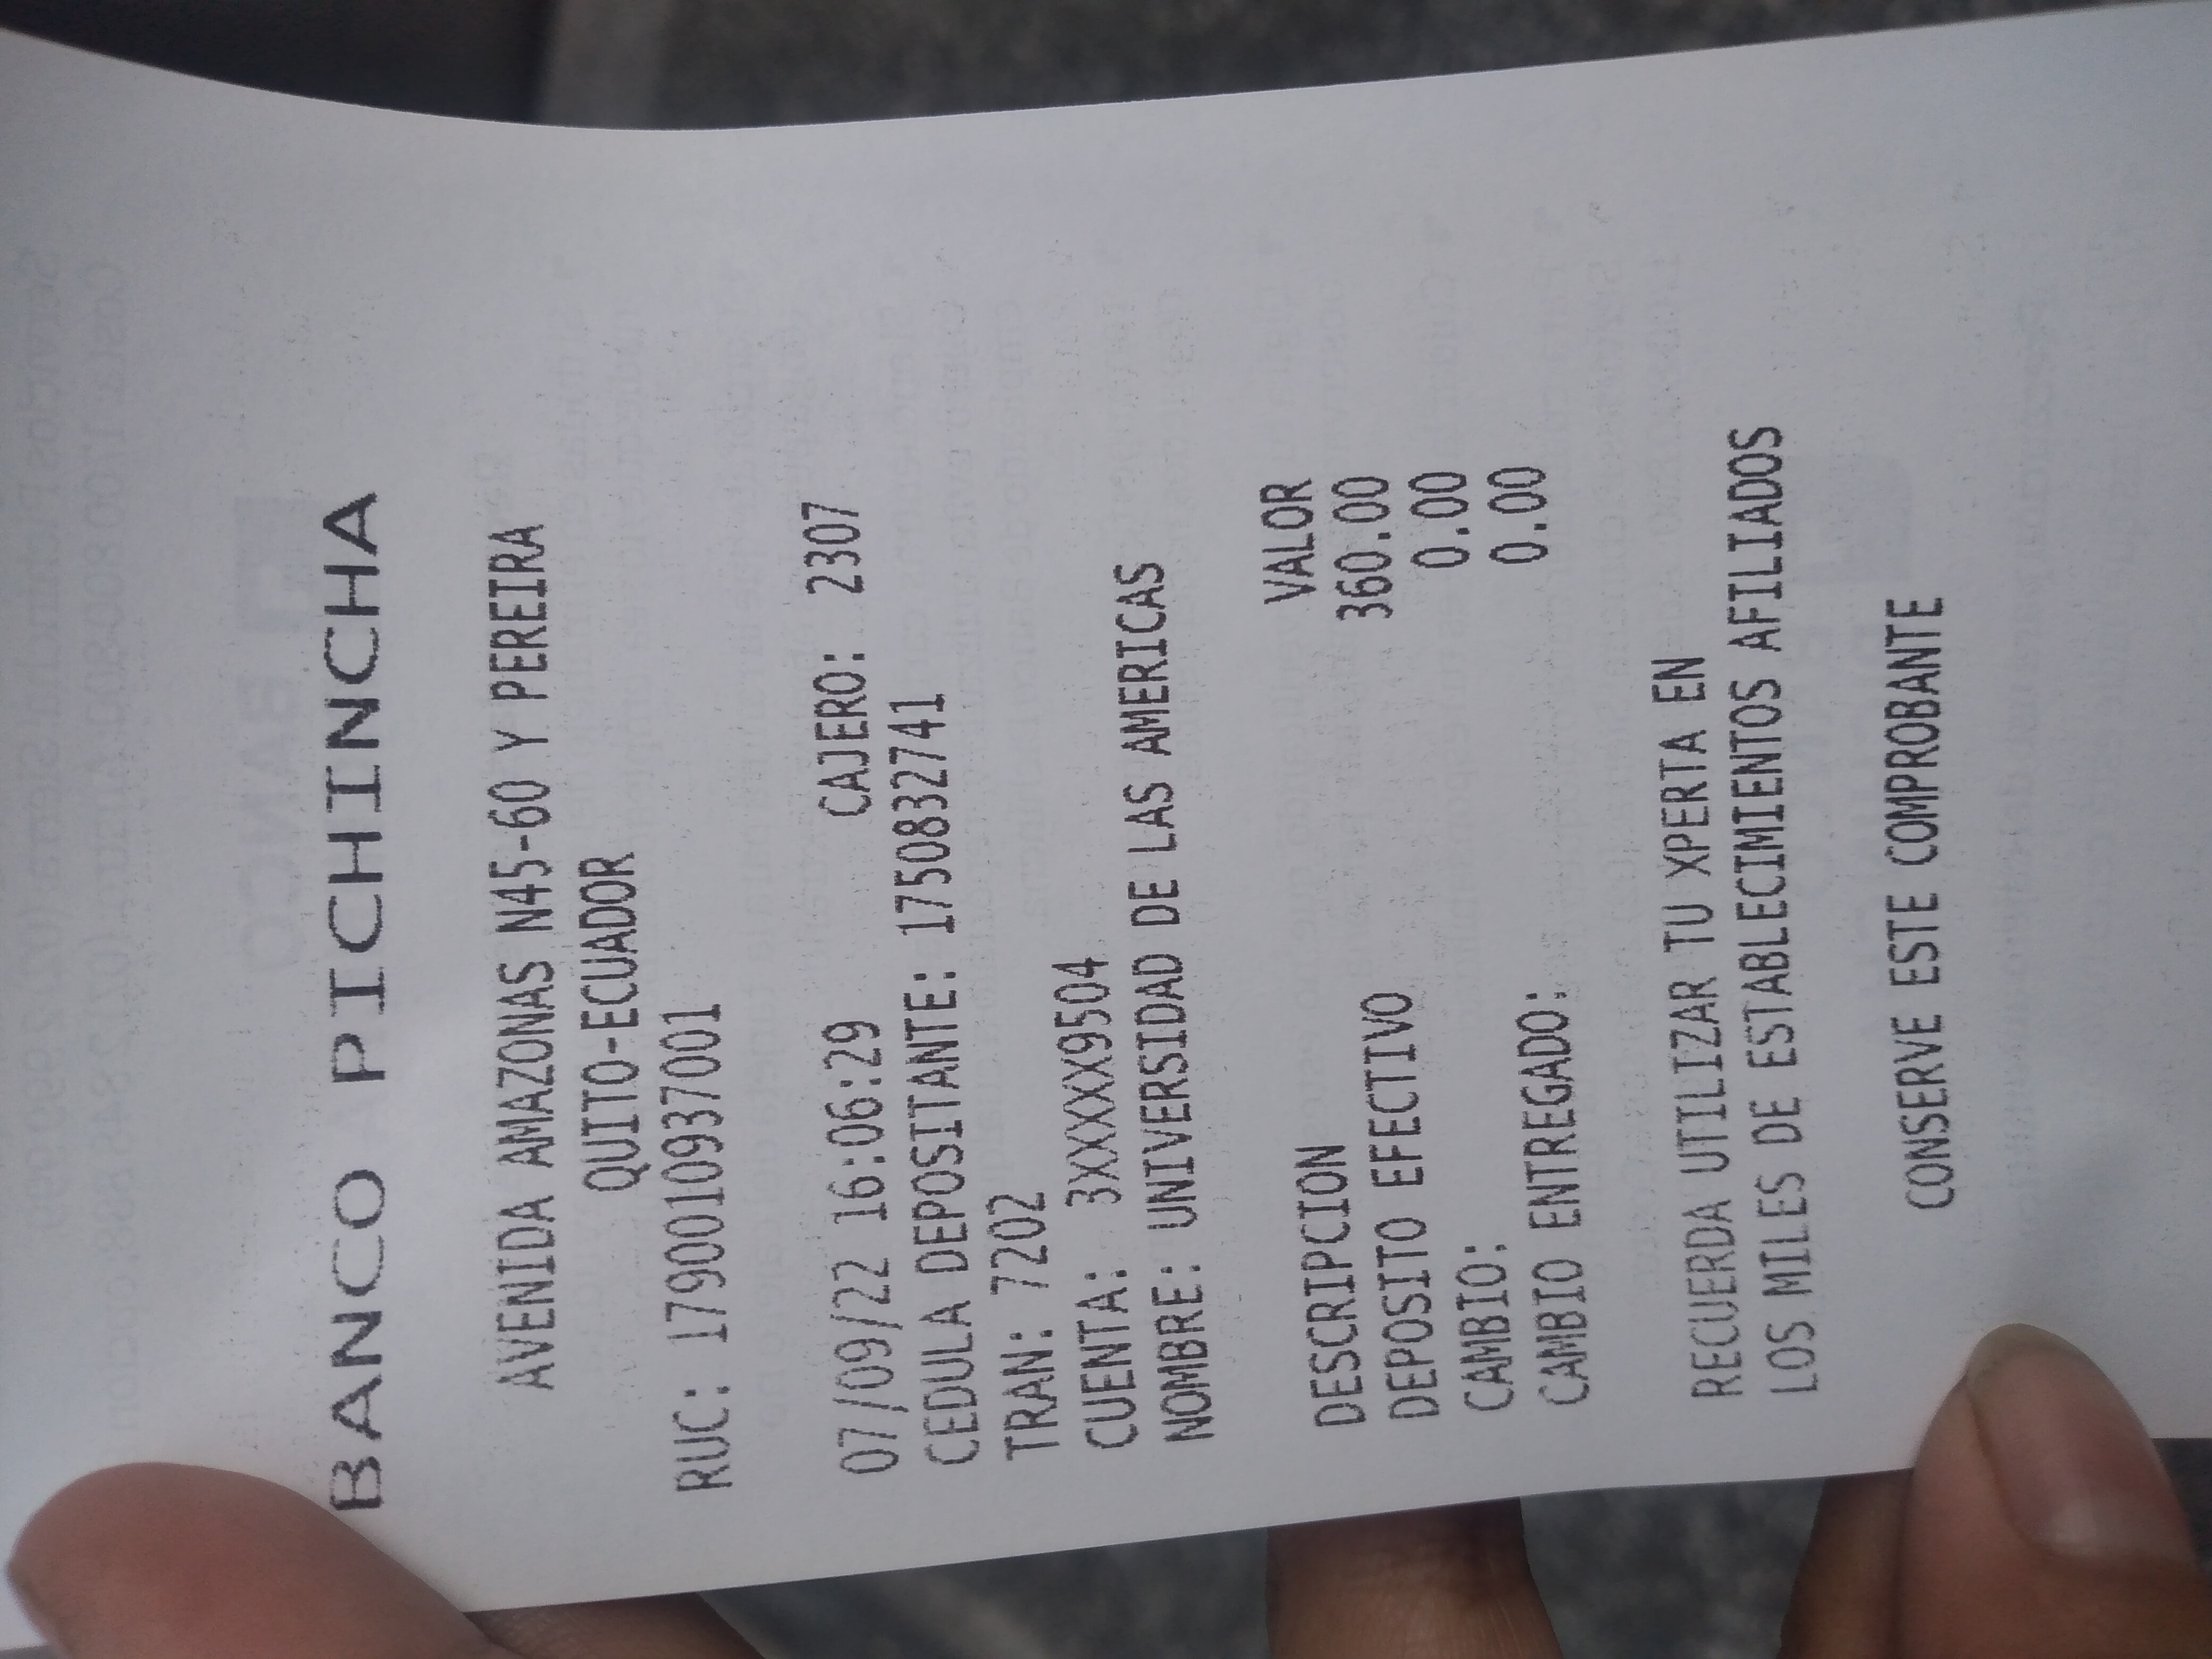 BANCO PICHINCHA
AVENIDA AMAZONAS N45-60 Y PEREIRA
QUITO-ECUADOR
RUC: 1790010937001
07/09/22 16:06:29 CAJERO: 2307
CEDULA DEPOSITANTE: 1750832741
TRAN: 7202
CUENTA: 3XXXXX9504
NOMBRE: UNIVERSIDAD DE LAS AMERICAS
DESCRIPCION VALOR
DEPOSITO EFECTIVO 360.00
CAMBIO: 0.00
CAMBIO ENTREGADO: 0.00
RECUERDA UTILIZAR TU XPERTA EN
LOS MILES DE ESTABLECIMIENTOS AFILIADOS
CONSERVE ESTE COMPROBANTE